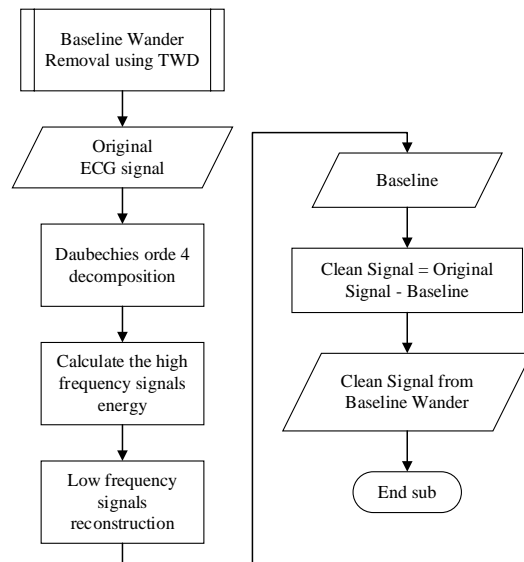 Baseline Wander
Removal using TWD
Original
ECG signal
Daubechies orde 4
decomposition
Calculate the high
frequency signals
energy
Low frequency
signals
reconstruction
Baseline
Clean Signal = Original
Signal - Baseline
Clean Signal from
Baseline Wander
End sub